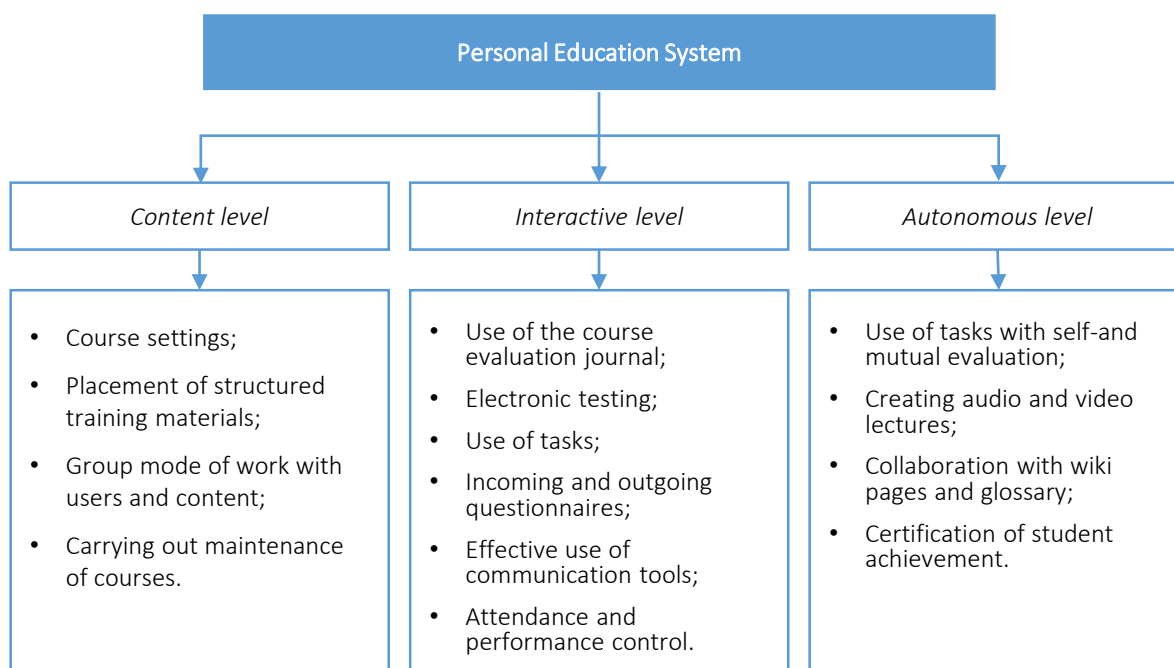 Personal Education System
Content level
Interactive level
Autonomous level
• Course settings;
• Placement of structured
training materials;
• Group mode of work with
users and content;
• Carrying out maintenance
of courses.
• Use of the course
evaluation journal;
• Electronic testing;
• Use of tasks;
• Incoming and outgoing
questionnaires;
• Effective use of
communication tools;
• Attendance and
performance control.
• Use of tasks with self-and
mutual evaluation;
• Creating audio and video
lectures;
• Collaboration with wiki
pages and glossary;
• Certification of student
achievement.